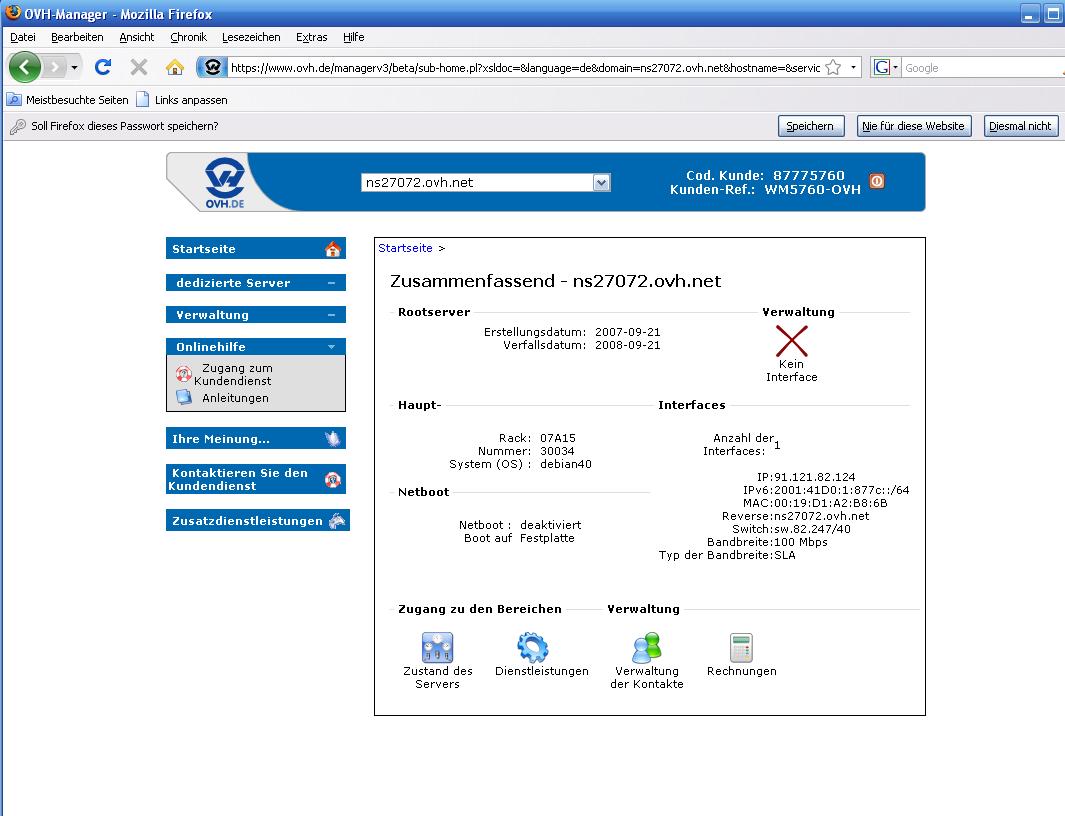 OVH-Manager - Mozilla Firefox
Datei Bearbeiten Ansicht Chronik Lesezeichen Extras Hilfe
https://www.ovh.de/managerv3/beta/sub-home.pl?xsldoc=&language=de&domain=ns27072.ovh.net&hostname=&servic
Google
Meistbesuchte Seiten Links anpassen
Soll Firefox dieses Passwort speichern?
Speichern Nie für diese Website Diesmal nicht
OVH.DE
ns27072.ovh.net
Cod. Kunde: 87775760
Kunden-Ref.: WM5760-OVH
Startseite
dedizierte Server
Verwaltung
Onlinehilfe
Zugang zum
Kundendienst
Anleitungen
Ihre Meinung...
Kontaktieren Sie den
Kundendienst
Zusatzdienstleistungen
Startseite >
Zusammenfassend - ns27072.ovh.net
Rootserver
Erstellungsdatum: 2007-09-21
Verfallsdatum: 2008-09-21
Verwaltung
Kein
Interface
Haupt-
Rack: 07A15
Nummer: 30034
System (OS) : debian40
Netboot
Netboot : deaktiviert
Boot auf Festplatte
Interfaces
Anzahl der
Interfaces: 1
IP:91.121.82.124
IPv6:2001:41D0:1:877c::/64
MAC:00:19:D1:A2:B8:6B
Reverse:ns27072.ovh.net
Switch:sw.82.247/40
Bandbreite:100 Mbps
Typ der Bandbreite:SLA
Zugang zu den Bereichen
Zustand des
Servers
Dienstleistungen
Verwaltung
Verwaltung
der Kontakte
Rechnungen